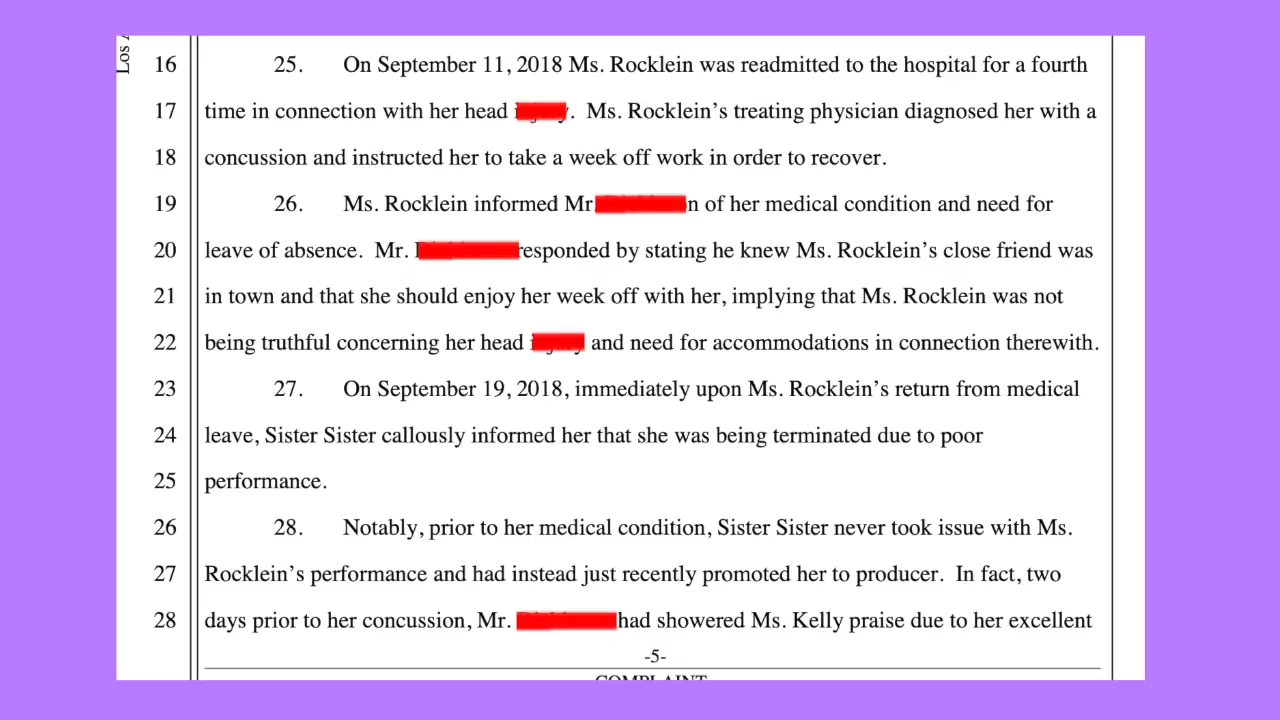 Los A
16 25. On September 11, 2018 Ms. Rocklein was readmitted to the hospital for a fourth
17 time in connection with her head . Ms. Rocklein’s treating physician diagnosed her with a
18 concussion and instructed her to take a week off work in order to recover.
19 26. Ms. Rocklein informed Mr. n of her medical condition and need for
20 leave of absence. Mr. responded by stating he knew Ms. Rocklein’s close friend was
21 in town and that she should enjoy her week off with her, implying that Ms. Rocklein was not
22 being truthful concerning her head and need for accommodations in connection therewith.
23 27. On September 19, 2018, immediately upon Ms. Rocklein’s return from medical
24 leave, Sister Sister callously informed her that she was being terminated due to poor
25 performance.
26 28. Notably, prior to her medical condition, Sister Sister never took issue with Ms.
27 Rocklein’s performance and had instead just recently promoted her to producer. In fact, two
28 days prior to her concussion, Mr. had showered Ms. Kelly praise due to her excellent
-5-
COMPLAINT